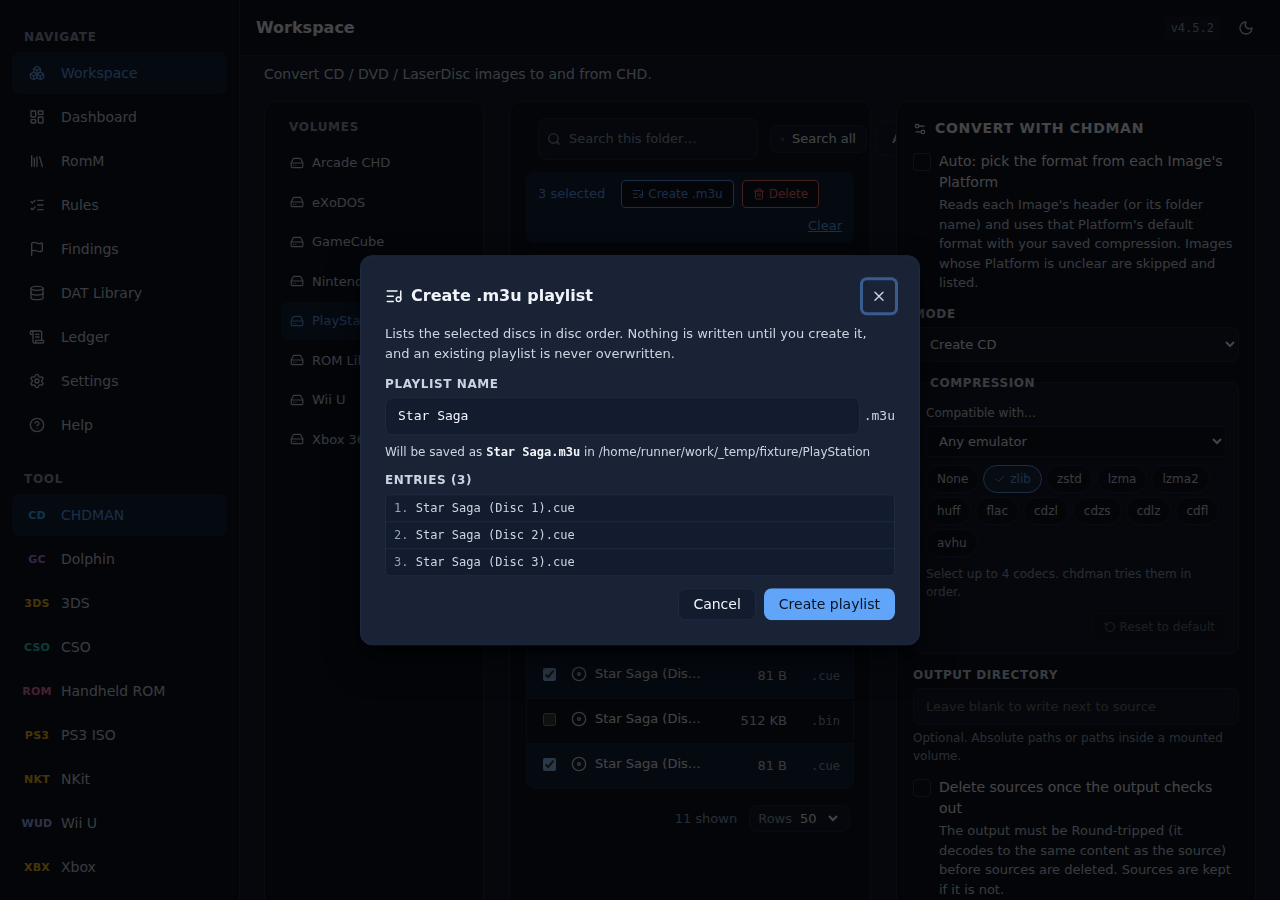 NAVIGATE
Workspace
Dashboard
RomM
Rules
Findings
DAT Library
Ledger
Settings
Help
TOOL
CD CHDMAN
GC Dolphin
3DS 3DS
CSO CSO
ROM Handheld ROM
PS3 PS3 ISO
NKT NKit
WUD Wii U
XBX Xbox
Workspace
v4.5.2
Convert CD / DVD / LaserDisc images to and from CHD.
VOLUMES
Arcade CHD
eXoDOS
GameCube
Wii U
Search this folder…
Search all
3 selected
Create .m3u
Delete
Clear
Create .m3u playlist
Lists the selected discs in disc order. Nothing is written until you create it,
and an existing playlist is never overwritten.
PLAYLIST NAME
Star Saga
.m3u
Will be saved as Star Saga.m3u in /home/runner/work/_temp/fixture/PlayStation
ENTRIES (3)
1. Star Saga (Disc 1).cue
2. Star Saga (Disc 2).cue
3. Star Saga (Disc 3).cue
Cancel
Create playlist
Star Saga (Dis… 81 B .cue
Star Saga (Dis… 512 KB .bin
Star Saga (Dis… 81 B .cue
11 shown
Rows 50
CONVERT WITH CHDMAN
Auto: pick the format from each Image's
Platform
Reads each Image's header (or its folder
name) and uses that Platform's default
format with your saved compression. Images
whose Platform is unclear are skipped and
listed.
MODE
Create CD
COMPRESSION
Compatible with…
Any emulator
None
zlib
zstd
lzma
lzma2
huff
flac
cdzl
cdzs
cdlz
cdfl
avhu
Select up to 4 codecs. chdman tries them in
order.
Reset to default
OUTPUT DIRECTORY
Leave blank to write next to source
Optional. Absolute paths or paths inside a mounted
volume.
Delete sources once the output checks
out
The output must be Round-tripped (it
decodes to the same content as the source)
before sources are deleted. Sources are kept
if it is not.